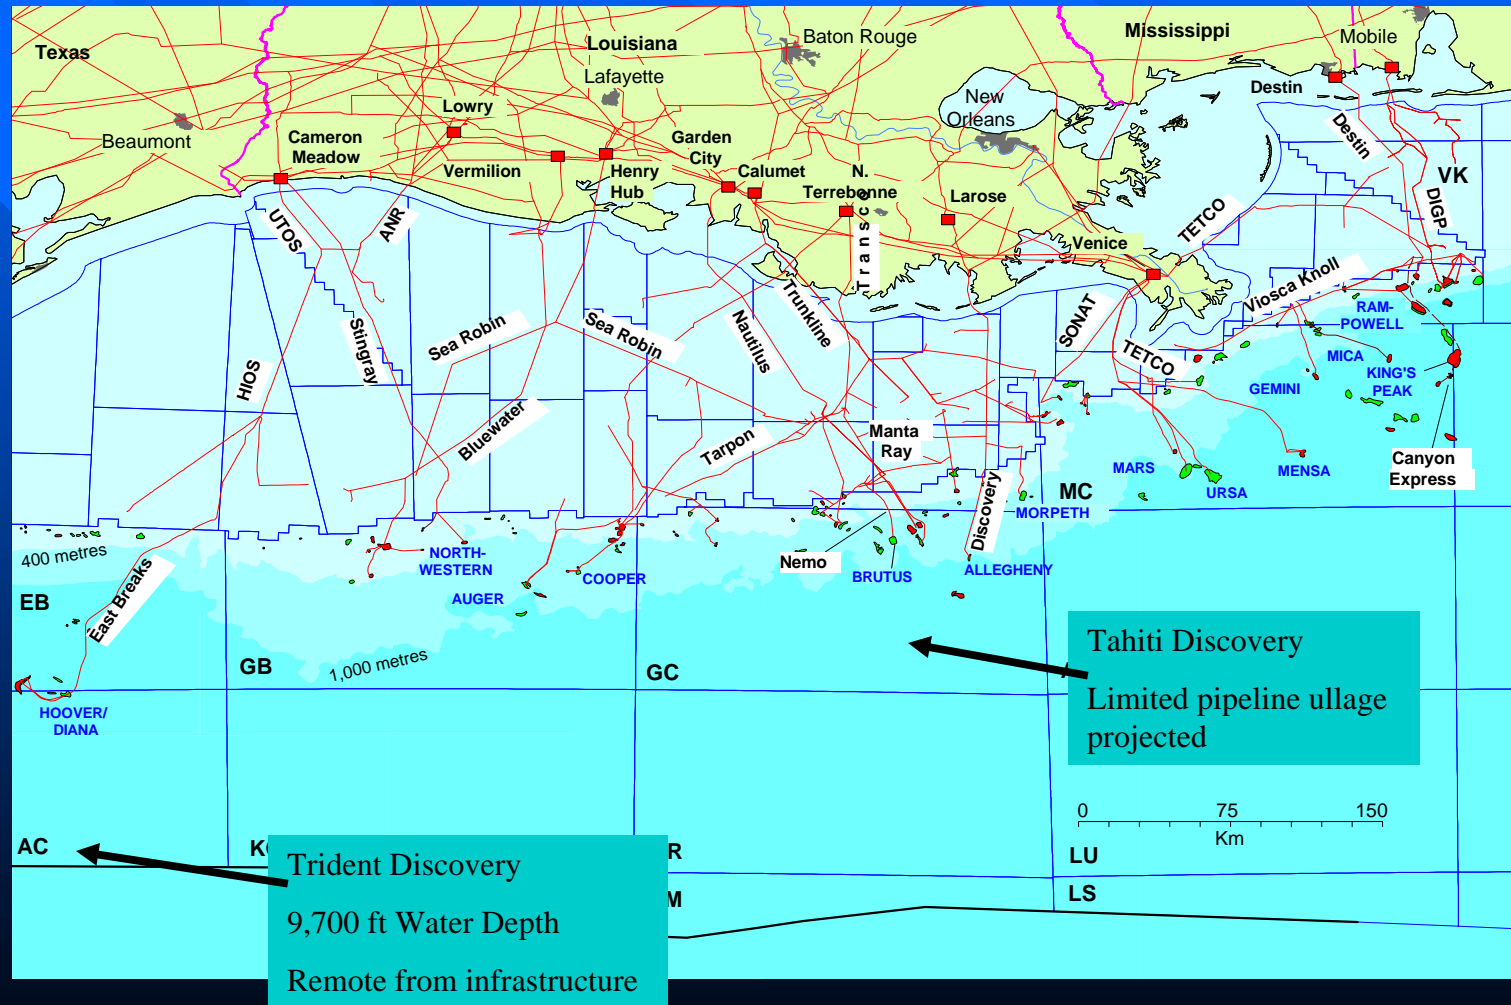 Texas
Louisiana
Baton Rouge
Mississippi
Mobile
Lafayette
Destin
Lowry
New
Orleans
Beaumont
Cameron
Meadow
Garden
City
Destin
Vermilion
Henry
Hub
Calumet
N.
Terrebonne
Larose
VK
UTOS
ANR
Transco
TETCO
DIGP
Venice
Viosca Knoll
Trunkline
SONAT
RAM-
POWELL
Stingray
Sea Robin
Sea Robin
Nautilus
TETCO
MICA
KING'S
PEAK
HIOS
GEMINI
Bluewater
Tarpon
Manta
Ray
Canyon
Express
MARS
MENSA
URSA
MC
Discovery
MORPETH
400 metres
NORTH-
WESTERN
Nemo
BRUTUS
ALLEGHENY
COOPER
AUGER
EB
East Breaks
GB
1,000 metres
GC
Tahiti Discovery
Limited pipeline ullage
projected
HOOVER/
DIANA
0 75 150
Km
AC
R
LU
Trident Discovery
9,700 ft Water Depth
Remote from infrastructure
M
LS